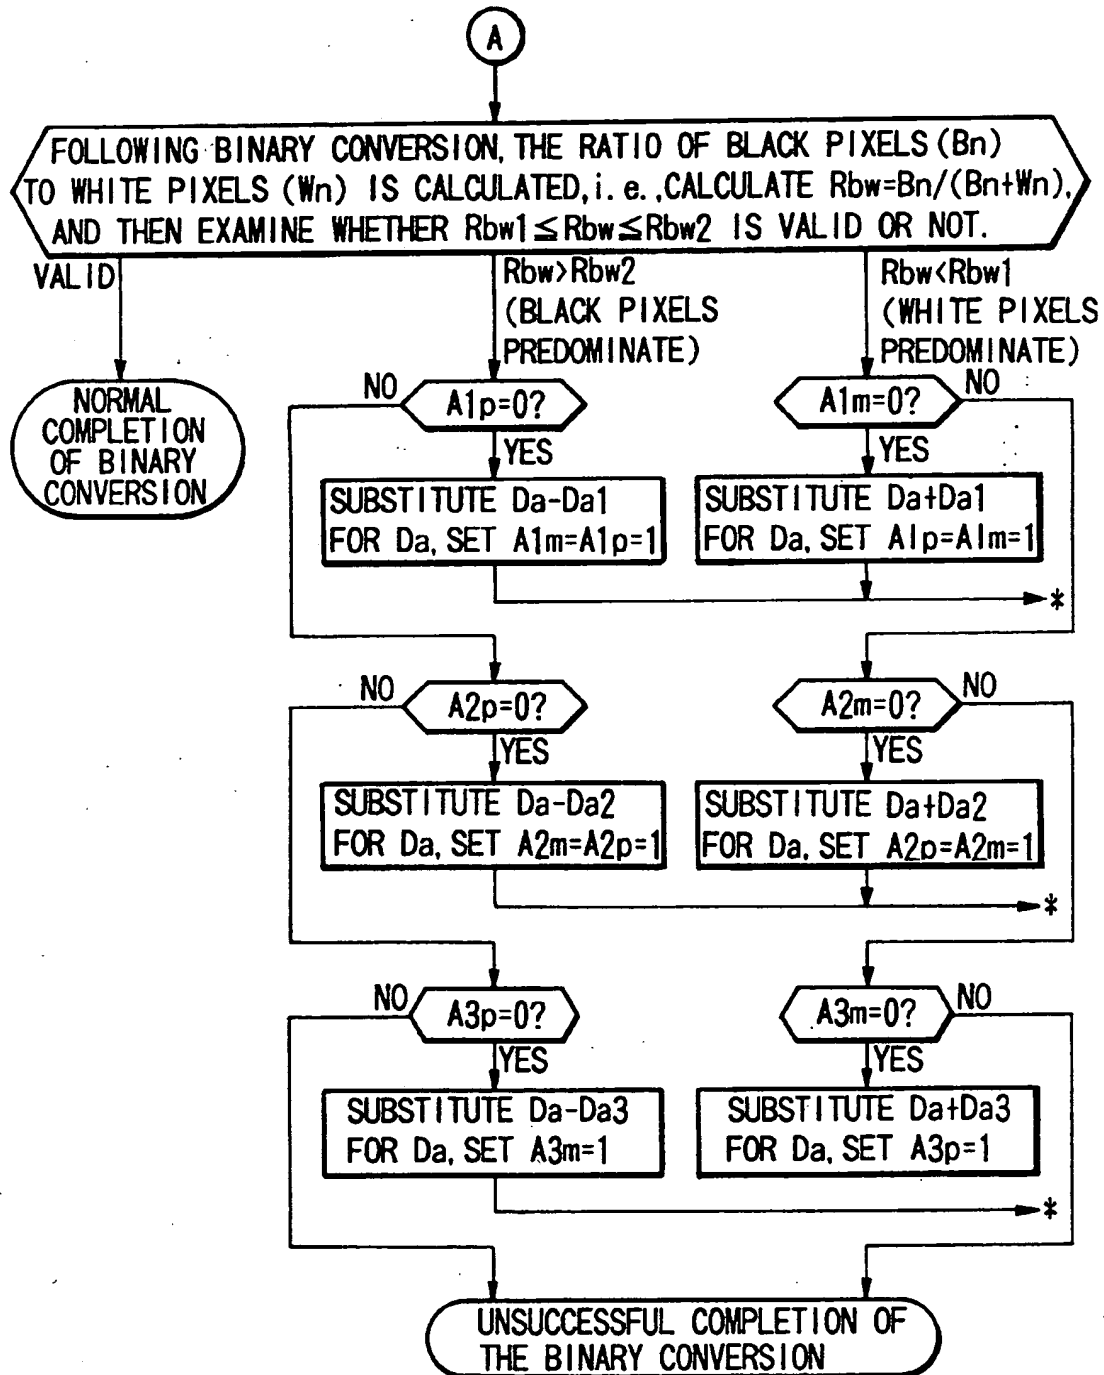 A
FOLLOWING BINARY CONVERSION, THE RATIO OF BLACK PIXELS (Bn)
TO WHITE PIXELS (Wn) IS CALCULATED, i. e., CALCULATE Rbw=Bn/(Bn+Wn),
AND THEN EXAMINE WHETHER Rbw1≦Rbw≦Rbw2 IS VALID OR NOT.
VALID
Rbw>Rbw2
(BLACK PIXELS
PREDOMINATE)
Rbw<Rbw1
(WHITE PIXELS
PREDOMINATE)
NORMAL
COMPLETION
OF BINARY
CONVERSION
NO
A1p=0?
YES
A1m=0?
NO
YES
SUBSTITUTE Da-Da1
FOR Da, SET A1m=A1p=1
SUBSTITUTE Da+Da1
FOR Da, SET A1p=A1m=1
*
NO
A2p=0?
YES
A2m=0?
NO
YES
SUBSTITUTE Da-Da2
FOR Da, SET A2m=A2p=1
SUBSTITUTE Da+Da2
FOR Da, SET A2p=A2m=1
*
NO
A3p=0?
YES
A3m=0?
NO
YES
SUBSTITUTE Da-Da3
FOR Da, SET A3m=1
SUBSTITUTE Da+Da3
FOR Da, SET A3p=1
*
UNSUCCESSFUL COMPLETION OF
THE BINARY CONVERSION